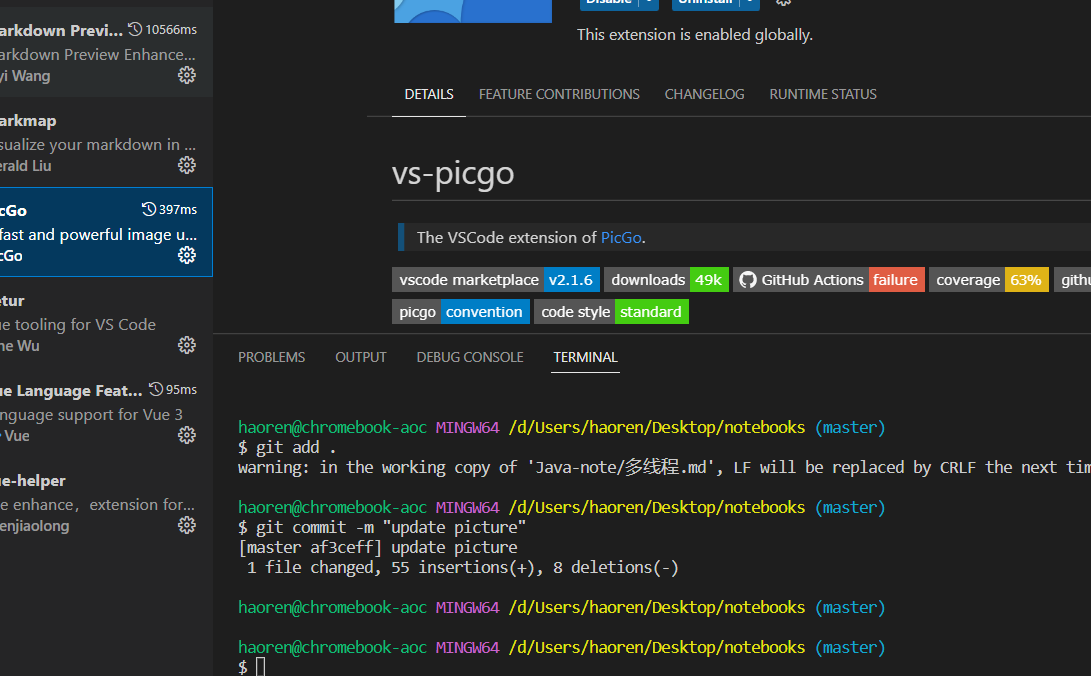 arkdown Previ... 10566ms
arkdown Preview Enhance...
yi Wang
arkmap
sualize your markdown in ...
erald Liu
cGo 397ms
fast and powerful image u...
cGo
etur
ue tooling for VS Code
ne Wu
ue Language Feat... 95ms
nguage support for Vue 3
Vue
ue-helper
e enhance，extension for...
enjiaolong
Disable Uninstall
This extension is enabled globally.
DETAILS FEATURE CONTRIBUTIONS CHANGELOG RUNTIME STATUS
vs-picgo
The VSCode extension of PicGo.
vscode marketplace v2.1.6 downloads 49k GitHub Actions failure coverage 63% githu
picgo convention code style standard
PROBLEMS OUTPUT DEBUG CONSOLE TERMINAL
haoren@chromebook-aoc MINGW64 /d/Users/haoren/Desktop/notebooks (master)
$ git add .
warning: in the working copy of 'Java-note/多线程.md', LF will be replaced by CRLF the next tim
haoren@chromebook-aoc MINGW64 /d/Users/haoren/Desktop/notebooks (master)
$ git commit -m "update picture"
[master af3ceff] update picture
1 file changed, 55 insertions(+), 8 deletions(-)
haoren@chromebook-aoc MINGW64 /d/Users/haoren/Desktop/notebooks (master)
haoren@chromebook-aoc MINGW64 /d/Users/haoren/Desktop/notebooks (master)
$